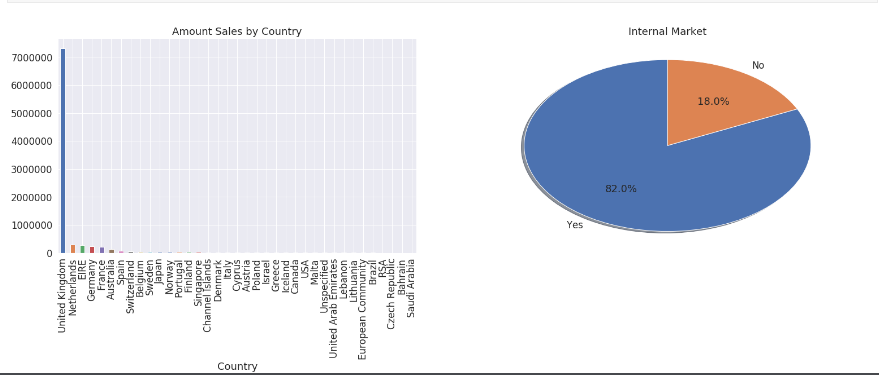 Amount Sales by Country
7000000
6000000
5000000
4000000
3000000
2000000
1000000
0
United Kingdom
Netherlands
EIRE
Germany
France
Australia
Spain
Switzerland
Belgium
Sweden
Japan
Norway
Portugal
Finland
Singapore
Channel Islands
Denmark
Italy
Cyprus
Austria
Poland
Israel
Greece
Iceland
Canada
USA
Malta
Unspecified
United Arab Emirates
Lebanon
Lithuania
European Community
Brazil
RSA
Czech Republic
Bahrain
Saudi Arabia
Country
Internal Market
No
18.0%
82.0%
Yes